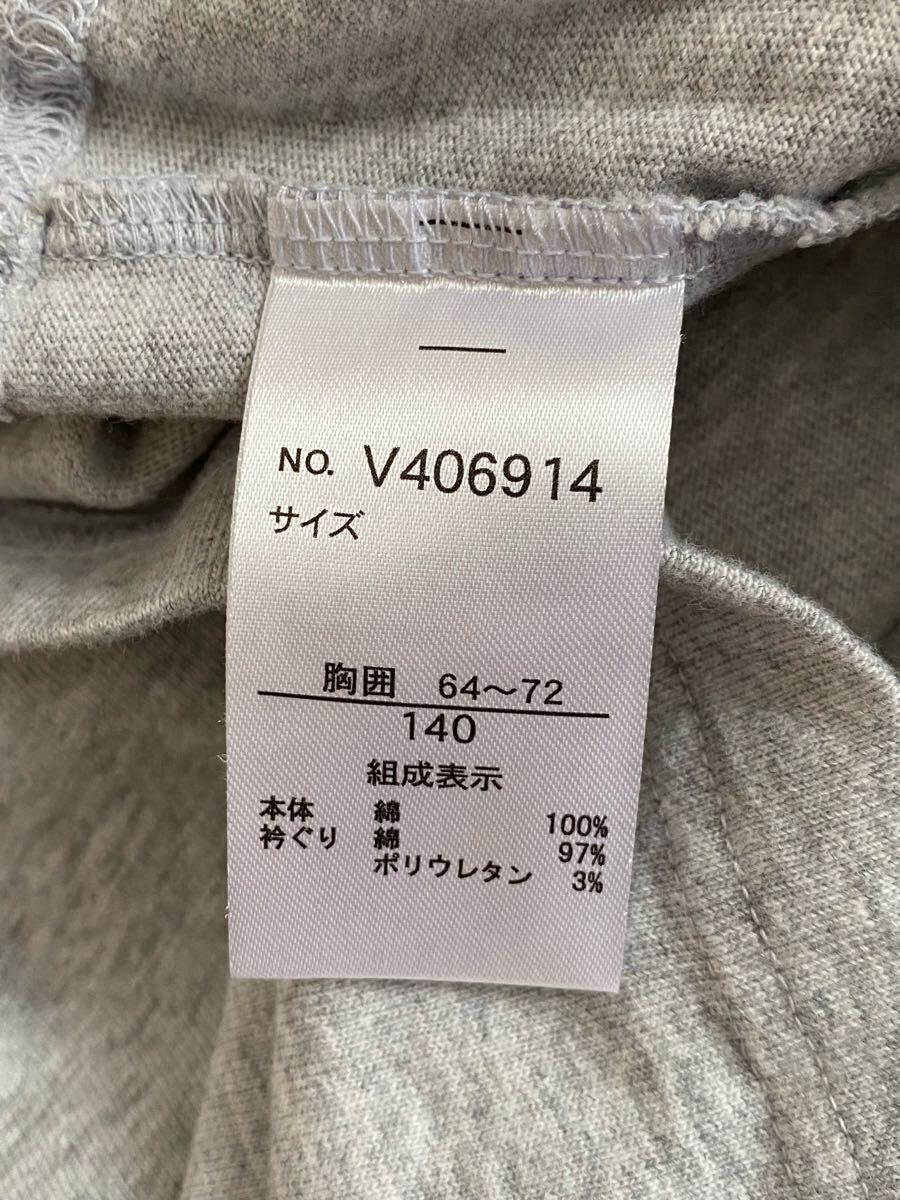 NO. V406914
サイズ
胸囲 64〜72
140
組成表示
本体 綿 100%
衿ぐり 綿 97%
ポリウレタン 3%